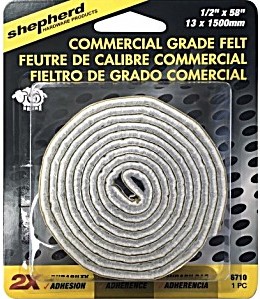 shepherd
HARDWARE PRODUCTS
1/2" x 58"
13 x 1500mm
COMMERCIAL GRADE FELT
FEUTRE DE CALIBRE COMMERCIAL
FIELTRO DE GRADO COMERCIAL
2X
ADHESION ADHÉRENCE ADHERENCIA
6710
1 PC